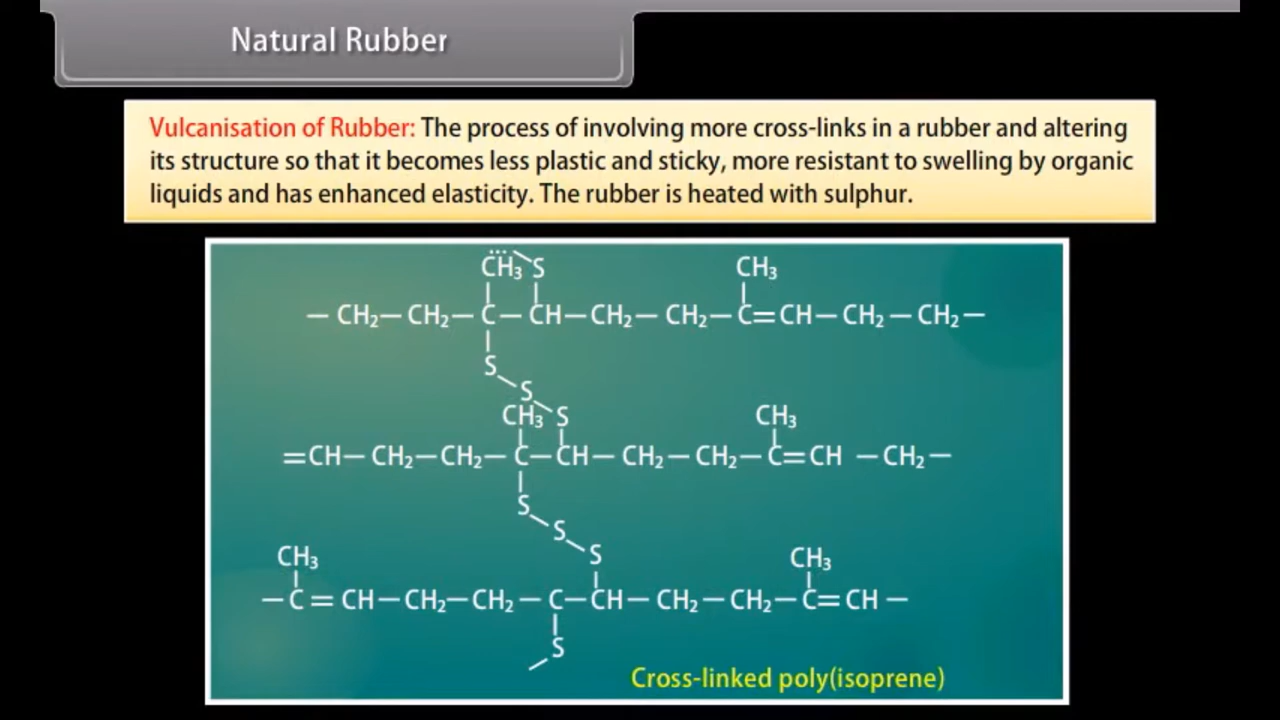 Natural Rubber
Vulcanisation of Rubber: The process of involving more cross-links in a rubber and altering
its structure so that it becomes less plastic and sticky, more resistant to swelling by organic
liquids and has enhanced elasticity. The rubber is heated with sulphur.
CH₃ S CH₃
— CH₂— CH₂— C — CH— CH₂— CH₂— C=CH— CH₂— CH₂—
S
S
CH₃ S CH₃
=CH— CH₂—CH₂— C—CH— CH₂— CH₂— C=CH —CH₂—
S
S
CH₃ S CH₃
—C = CH—CH₂—CH₂— C—CH— CH₂— CH₂— C=CH —
S
Cross-linked poly(isoprene)